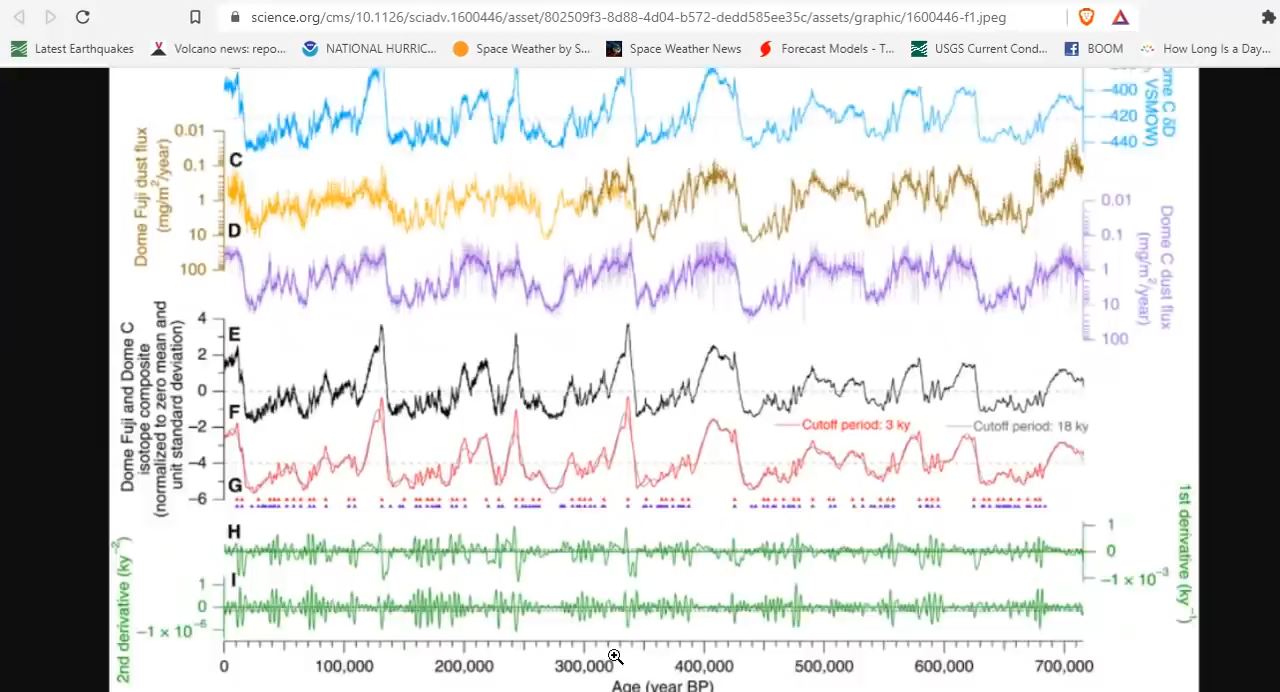 science.org/cms/10.1126/sciadv.1600446/asset/802509f3-8d88-4d04-b572-dedd585ee35c/assets/graphic/1600446-f1.jpeg
Latest Earthquakes
Volcano news: repo...
NATIONAL HURRIC...
Space Weather by S...
Space Weather News
Forecast Models - T...
USGS Current Cond...
BOOM
How Long Is a Day...
−400
−420
−440
Dome C δD
VSMOW)
Dome Fuji dust flux
(mg/m²/year)
0.01
0.1
1
10
100
C
D
0.01
0.1
1
10
100
Dome C dust flux
(mg/m²/year)
Dome Fuji and Dome C
isotope composite
(normalized to zero mean and
unit standard deviation)
4
2
0
−2
−4
−6
E
F
G
Cutoff period: 3 ky
Cutoff period: 18 ky
H
I
1st derivative (ky⁻¹)
1
0
−1 × 10⁻³
2nd derivative (ky⁻²)
1
0
−1 × 10⁻⁵
0
100,000
200,000
300,000
400,000
500,000
600,000
700,000
Age (year BP)